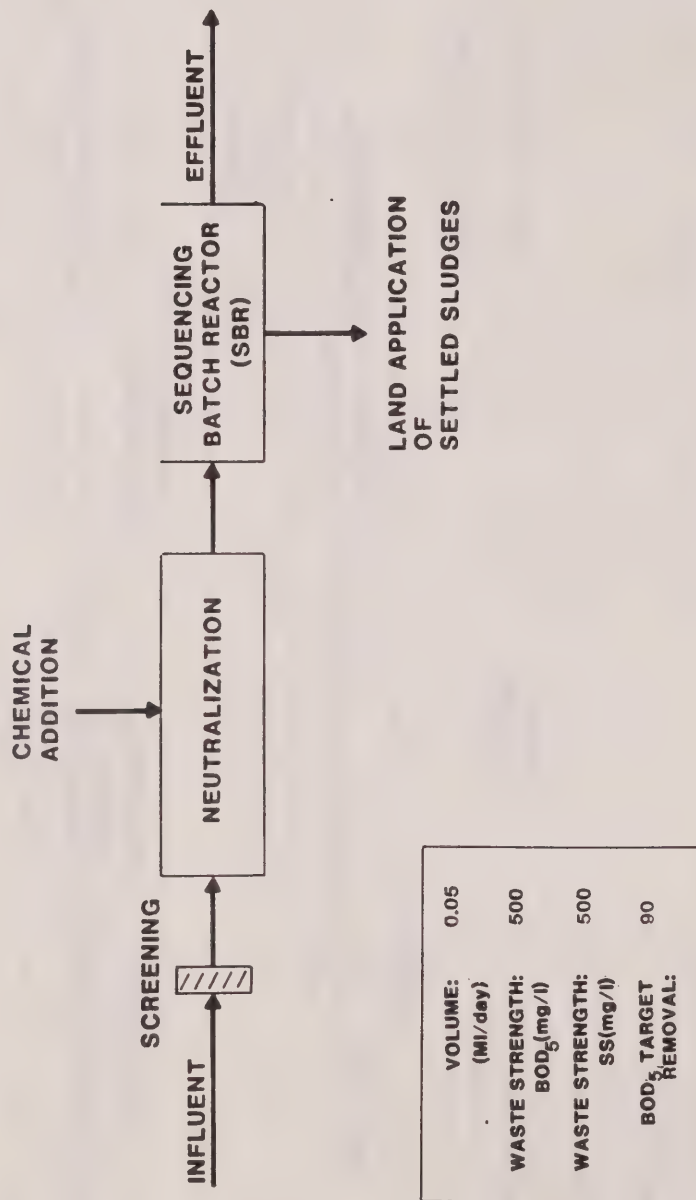 INFLUENT
SCREENING
CHEMICAL
ADDITION
NEUTRALIZATION
SEQUENCING
BATCH REACTOR
(SBR)
EFFLUENT
LAND APPLICATION
OF
SETTLED SLUDGES
VOLUME: 0.05
(Ml/day)
WASTE STRENGTH: 500
BOD5(mg/l)
WASTE STRENGTH: 500
SS(mg/l)
BOD5 TARGET 90
REMOVAL: